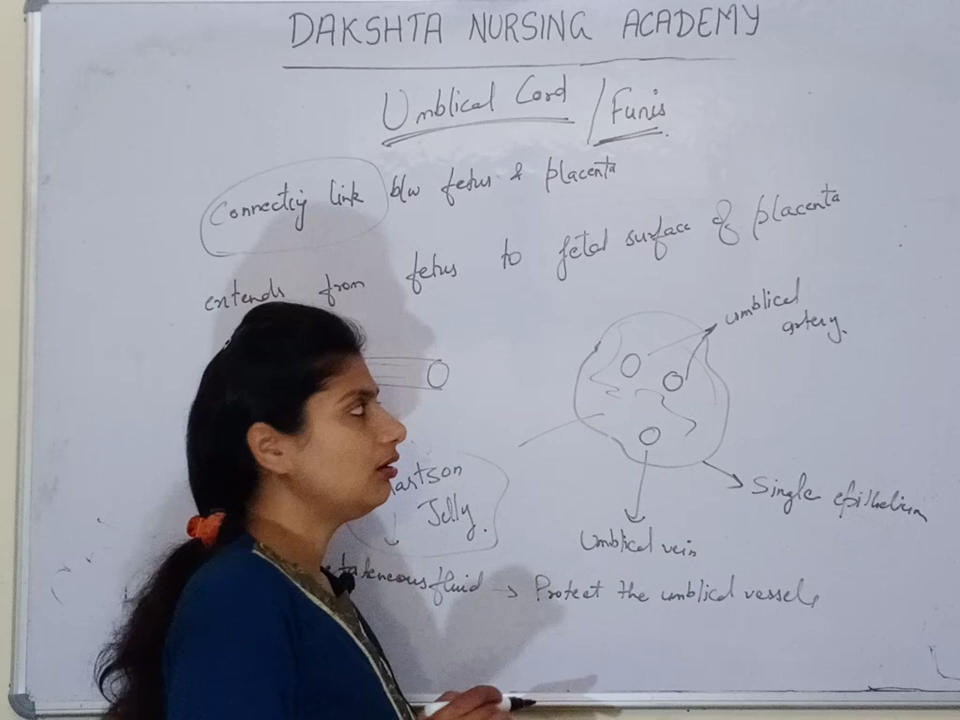 DAKSHTA NURSING ACADEMY
Umblical Cord / Funis
Connectig link b/w fetus & placenta
extends from fetus to fetal surface of placenta
umblical
artery.
Single epithelium
Jelly.
Umblical vein
fluid → Protect the umblical vessels